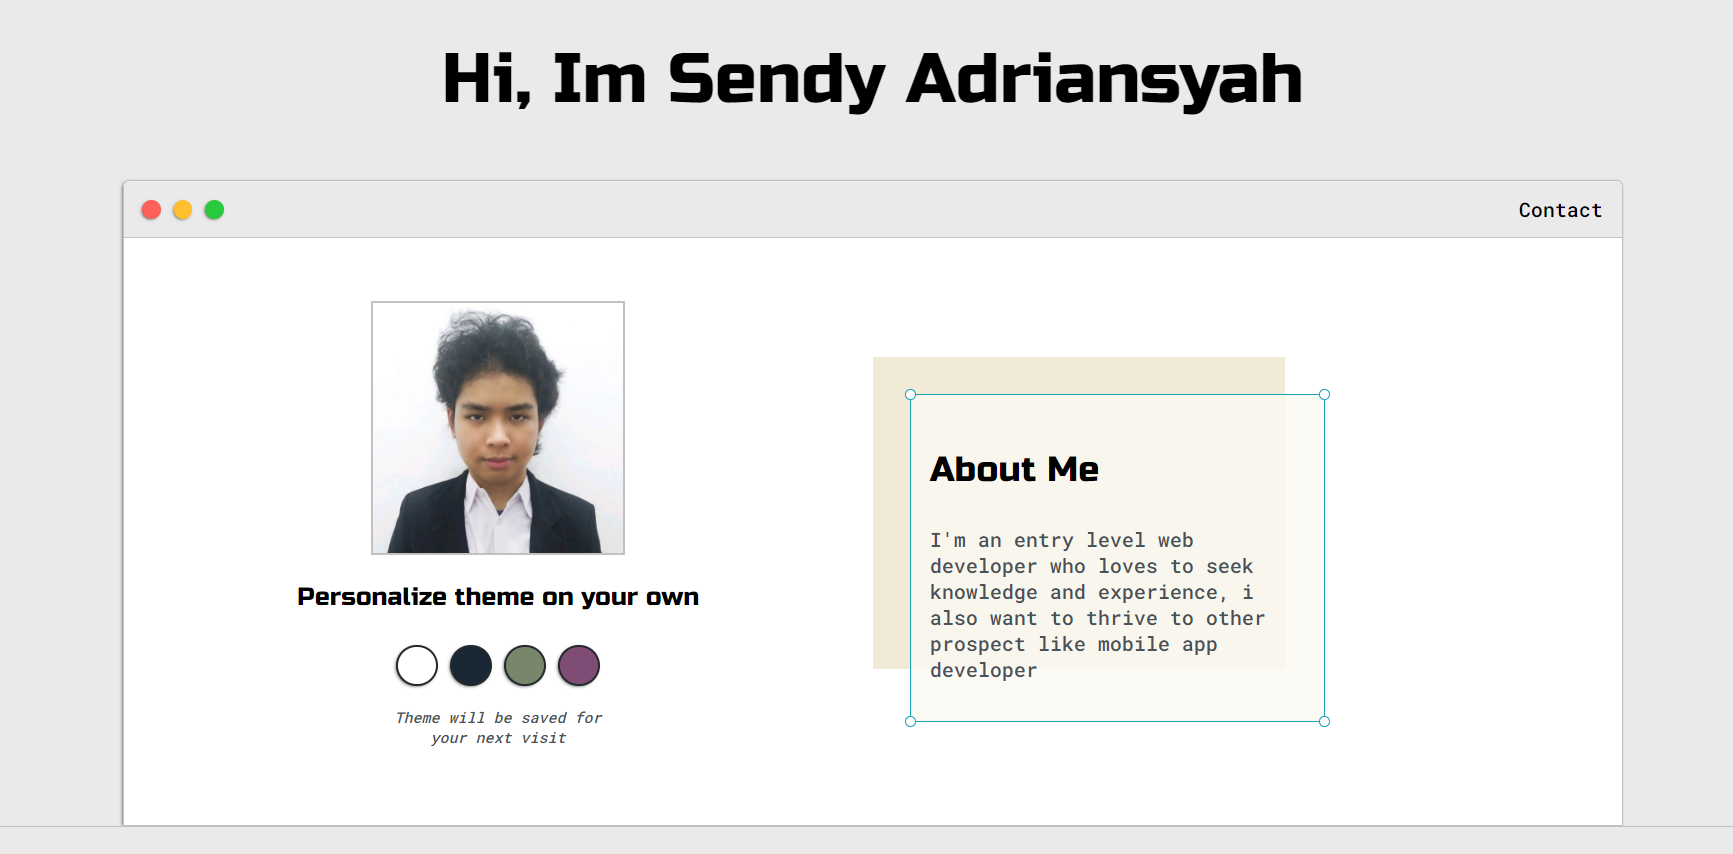 Hi, Im Sendy Adriansyah
Contact
Personalize theme on your own
Theme will be saved for
your next visit
About Me
I'm an entry level web
developer who loves to seek
knowledge and experience, i
also want to thrive to other
prospect like mobile app
developer